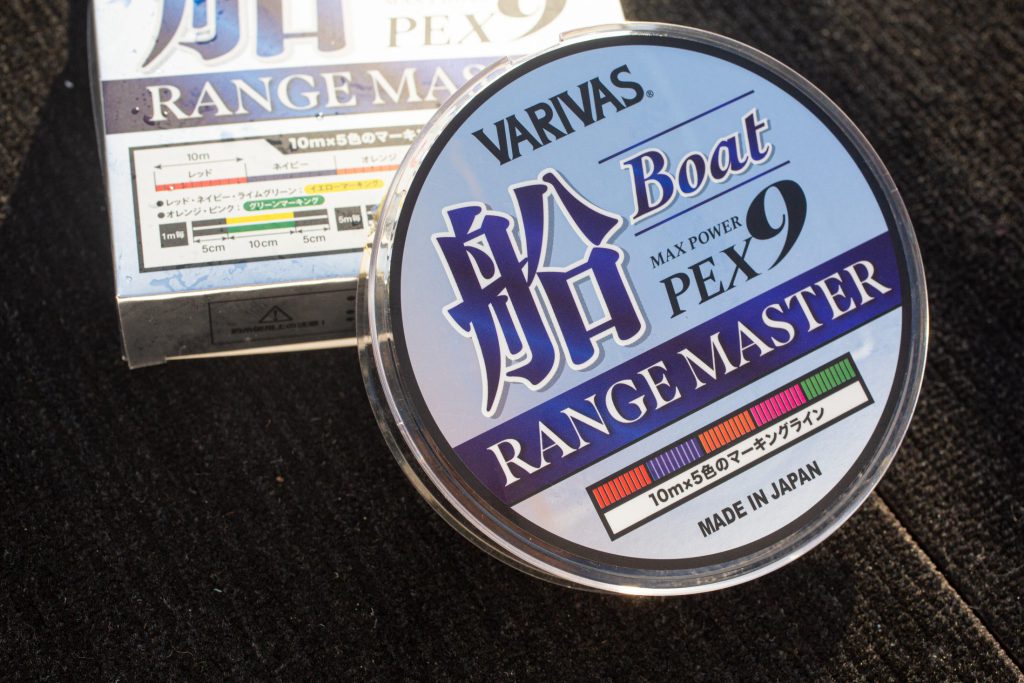 船
PEX9
RANGE MAS
10m×5色のマーキ
10m
レッド
ネイビー
オレンジ
●レッド・ネイビー・ライムグリーン:イエローマーキング
●オレンジ・ピンク:グリーンマーキング
1m毎
5m毎
5cm
10cm
5cm
VARIVAS®
船
Boat
MAX POWER
PEX9
RANGE MASTER
10m×5色のマーキングライン
MADE IN JAPAN